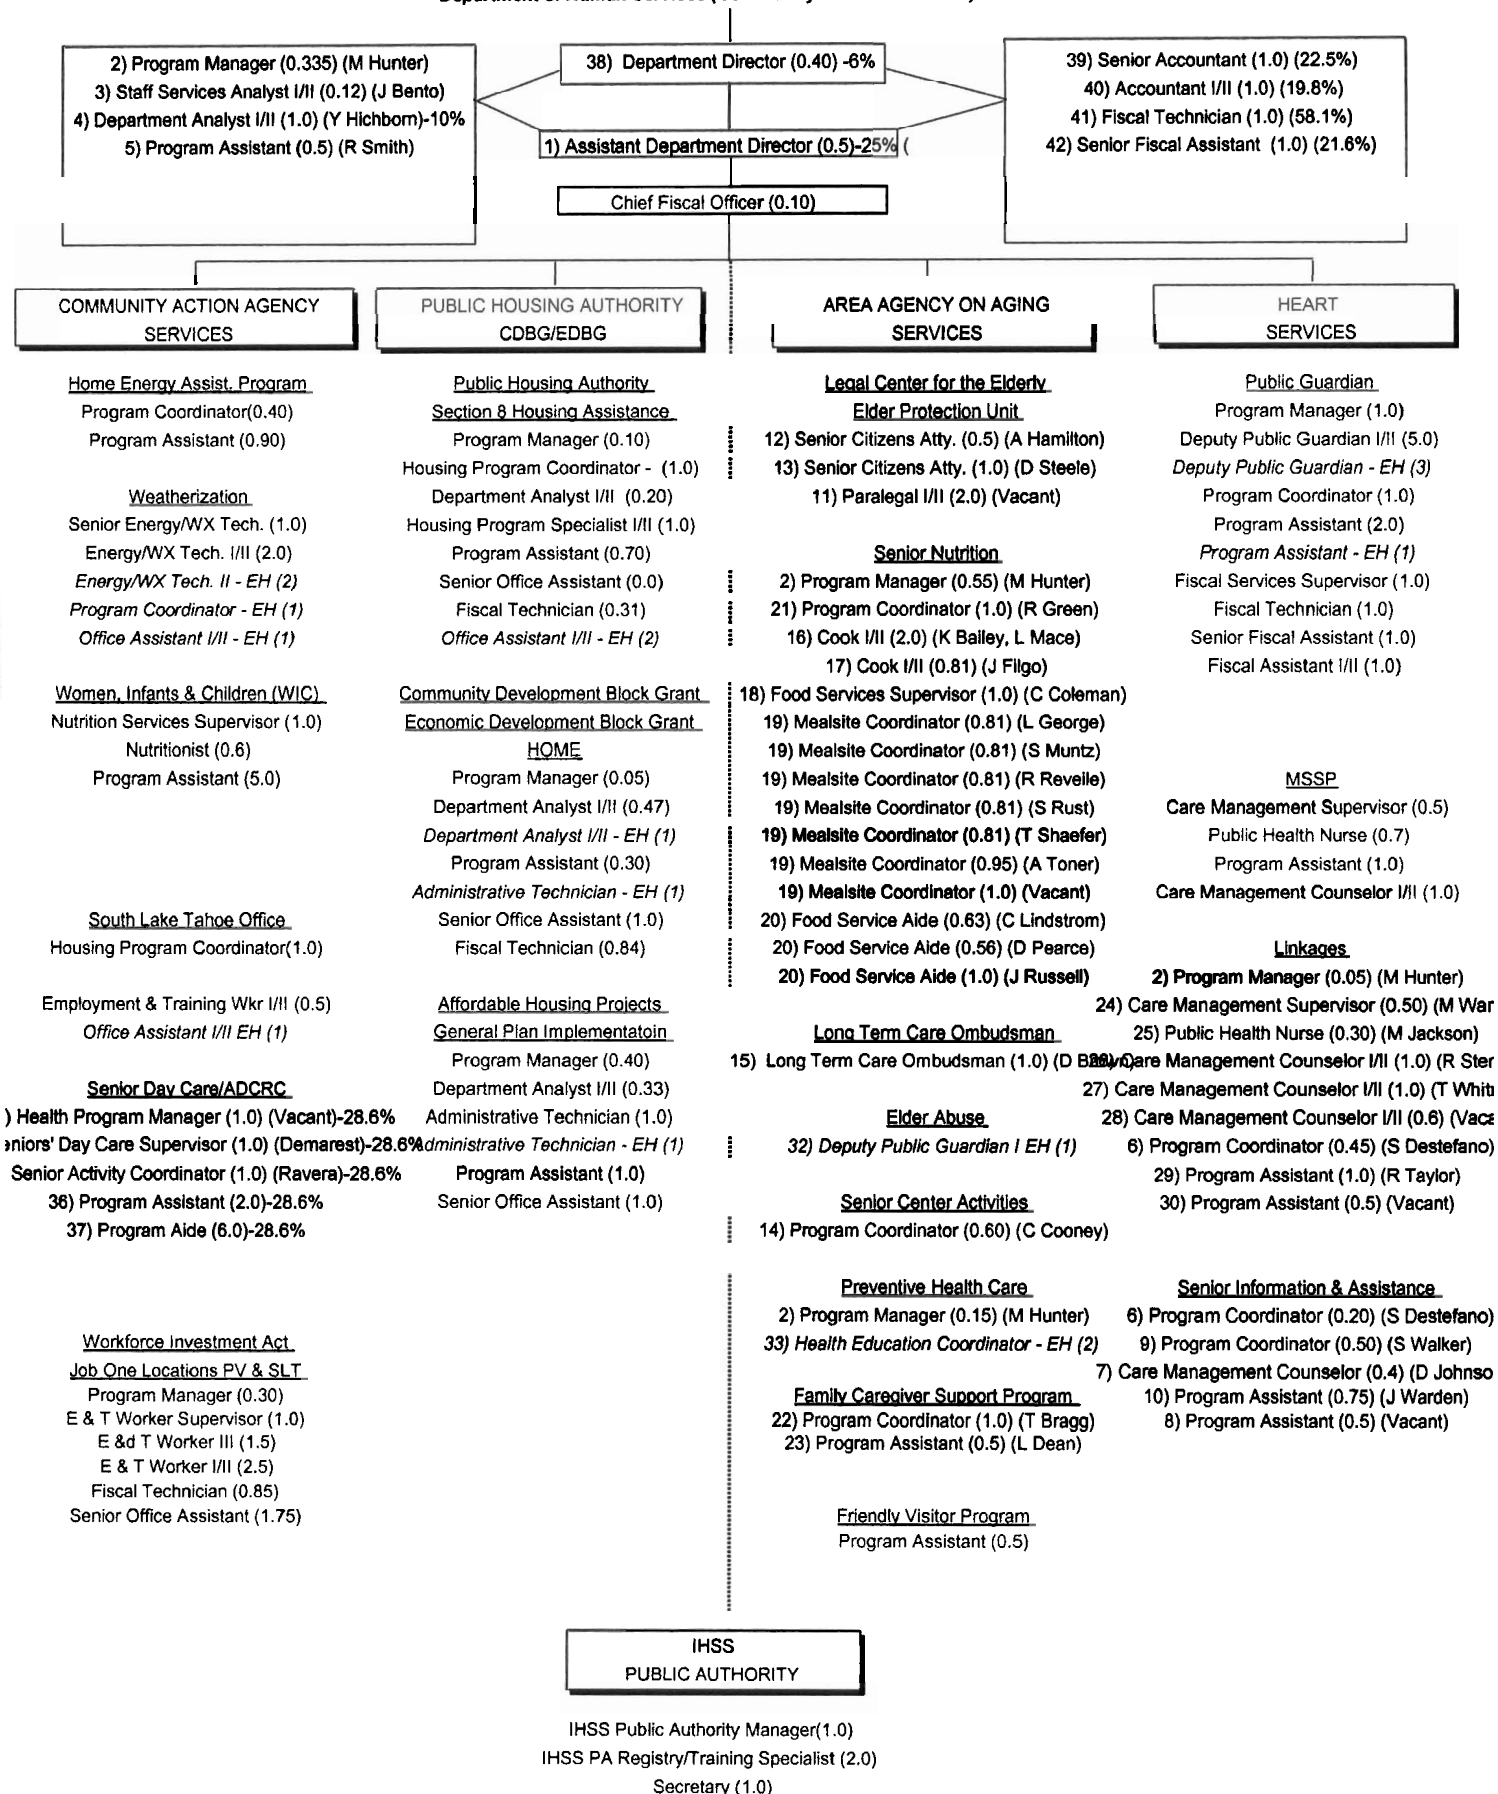 2) Program Manager (0.335) (M Hunter)
3) Staff Services Analyst I/II (0.12) (J Bento)
4) Department Analyst I/II (1.0) (Y Hichborn)-10%
5) Program Assistant (0.5) (R Smith)
38) Department Director (0.40) -6%
1) Assistant Department Director (0.5)-25% (
Chief Fiscal Officer (0.10)
39) Senior Accountant (1.0) (22.5%)
40) Accountant I/II (1.0) (19.8%)
41) Fiscal Technician (1.0) (58.1%)
42) Senior Fiscal Assistant (1.0) (21.6%)
COMMUNITY ACTION AGENCY
SERVICES
Home Energy Assist. Program
Program Coordinator(0.40)
Program Assistant (0.90)
Weatherization
Senior Energy/WX Tech. (1.0)
Energy/WX Tech. I/II (2.0)
Energy/WX Tech. II - EH (2)
Program Coordinator - EH (1)
Office Assistant I/II - EH (1)
Women, Infants & Children (WIC)
Nutrition Services Supervisor (1.0)
Nutritionist (0.6)
Program Assistant (5.0)
South Lake Tahoe Office
Housing Program Coordinator(1.0)
Employment & Training Wkr I/II (0.5)
Office Assistant I/II EH (1)
Senior Day Care/ADCRC
) Health Program Manager (1.0) (Vacant)-28.6%
eniors' Day Care Supervisor (1.0) (Demarest)-28.6%
Senior Activity Coordinator (1.0) (Ravera)-28.6%
36) Program Assistant (2.0)-28.6%
37) Program Aide (6.0)-28.6%
Workforce Investment Act
Job One Locations PV & SLT
Program Manager (0.30)
E & T Worker Supervisor (1.0)
E &d T Worker III (1.5)
E & T Worker I/II (2.5)
Fiscal Technician (0.85)
Senior Office Assistant (1.75)
PUBLIC HOUSING AUTHORITY
CDBG/EDBG
Public Housing Authority
Section 8 Housing Assistance
Program Manager (0.10)
Housing Program Coordinator - (1.0)
Department Analyst I/II (0.20)
Housing Program Specialist I/II (1.0)
Program Assistant (0.70)
Senior Office Assistant (0.0)
Fiscal Technician (0.31)
Office Assistant I/II - EH (2)
Community Development Block Grant
Economic Development Block Grant
HOME
Program Manager (0.05)
Department Analyst I/II (0.47)
Department Analyst I/II - EH (1)
Program Assistant (0.30)
Administrative Technician - EH (1)
Senior Office Assistant (1.0)
Fiscal Technician (0.84)
Affordable Housing Projects
General Plan Implementatoin
Program Manager (0.40)
Department Analyst I/II (0.33)
Administrative Technician (1.0)
Administrative Technician - EH (1)
Program Assistant (1.0)
Senior Office Assistant (1.0)
AREA AGENCY ON AGING
SERVICES
Legal Center for the Elderly
Elder Protection Unit
12) Senior Citizens Atty. (0.5) (A Hamilton)
13) Senior Citizens Atty. (1.0) (D Steele)
11) Paralegal I/II (2.0) (Vacant)
Senior Nutrition
2) Program Manager (0.55) (M Hunter)
21) Program Coordinator (1.0) (R Green)
16) Cook I/II (2.0) (K Bailey, L Mace)
17) Cook I/II (0.81) (J Filgo)
18) Food Services Supervisor (1.0) (C Coleman)
19) Mealsite Coordinator (0.81) (L George)
19) Mealsite Coordinator (0.81) (S Muntz)
19) Mealsite Coordinator (0.81) (R Reveile)
19) Mealsite Coordinator (0.81) (S Rust)
19) Mealsite Coordinator (0.81) (T Shaefer)
19) Mealsite Coordinator (0.95) (A Toner)
19) Mealsite Coordinator (1.0) (Vacant)
20) Food Service Aide (0.63) (C Lindstrom)
20) Food Service Aide (0.56) (D Pearce)
20) Food Service Aide (1.0) (J Russell)
Long Term Care Ombudsman
15) Long Term Care Ombudsman (1.0) (D
Elder Abuse
32) Deputy Public Guardian I EH (1)
Senior Center Activities
14) Program Coordinator (0.60) (C Cooney)
Preventive Health Care
2) Program Manager (0.15) (M Hunter)
33) Health Education Coordinator - EH (2)
Family Caregiver Support Program
22) Program Coordinator (1.0) (T Bragg)
23) Program Assistant (0.5) (L Dean)
Friendly Visitor Program
Program Assistant (0.5)
HEART
SERVICES
Public Guardian
Program Manager (1.0)
Deputy Public Guardian I/II (5.0)
Deputy Public Guardian - EH (3)
Program Coordinator (1.0)
Program Assistant (2.0)
Program Assistant - EH (1)
Fiscal Services Supervisor (1.0)
Fiscal Technician (1.0)
Senior Fiscal Assistant (1.0)
Fiscal Assistant I/II (1.0)
MSSP
Care Management Supervisor (0.5)
Public Health Nurse (0.7)
Program Assistant (1.0)
Care Management Counselor I/II (1.0)
Linkages
2) Program Manager (0.05) (M Hunter)
24) Care Management Supervisor (0.50) (M War
25) Public Health Nurse (0.30) (M Jackson)
Care Management Counselor I/II (1.0) (R Ster
27) Care Management Counselor I/II (1.0) (T Whit
28) Care Management Counselor I/II (0.6) (Vaca
6) Program Coordinator (0.45) (S Destefano)
29) Program Assistant (1.0) (R Taylor)
30) Program Assistant (0.5) (Vacant)
Senior Information & Assistance
6) Program Coordinator (0.20) (S Destefano)
9) Program Coordinator (0.50) (S Walker)
7) Care Management Counselor (0.4) (D Johnso
10) Program Assistant (0.75) (J Warden)
8) Program Assistant (0.5) (Vacant)
IHSS
PUBLIC AUTHORITY
IHSS Public Authority Manager(1.0)
IHSS PA Registry/Training Specialist (2.0)
Secretary (1.0)